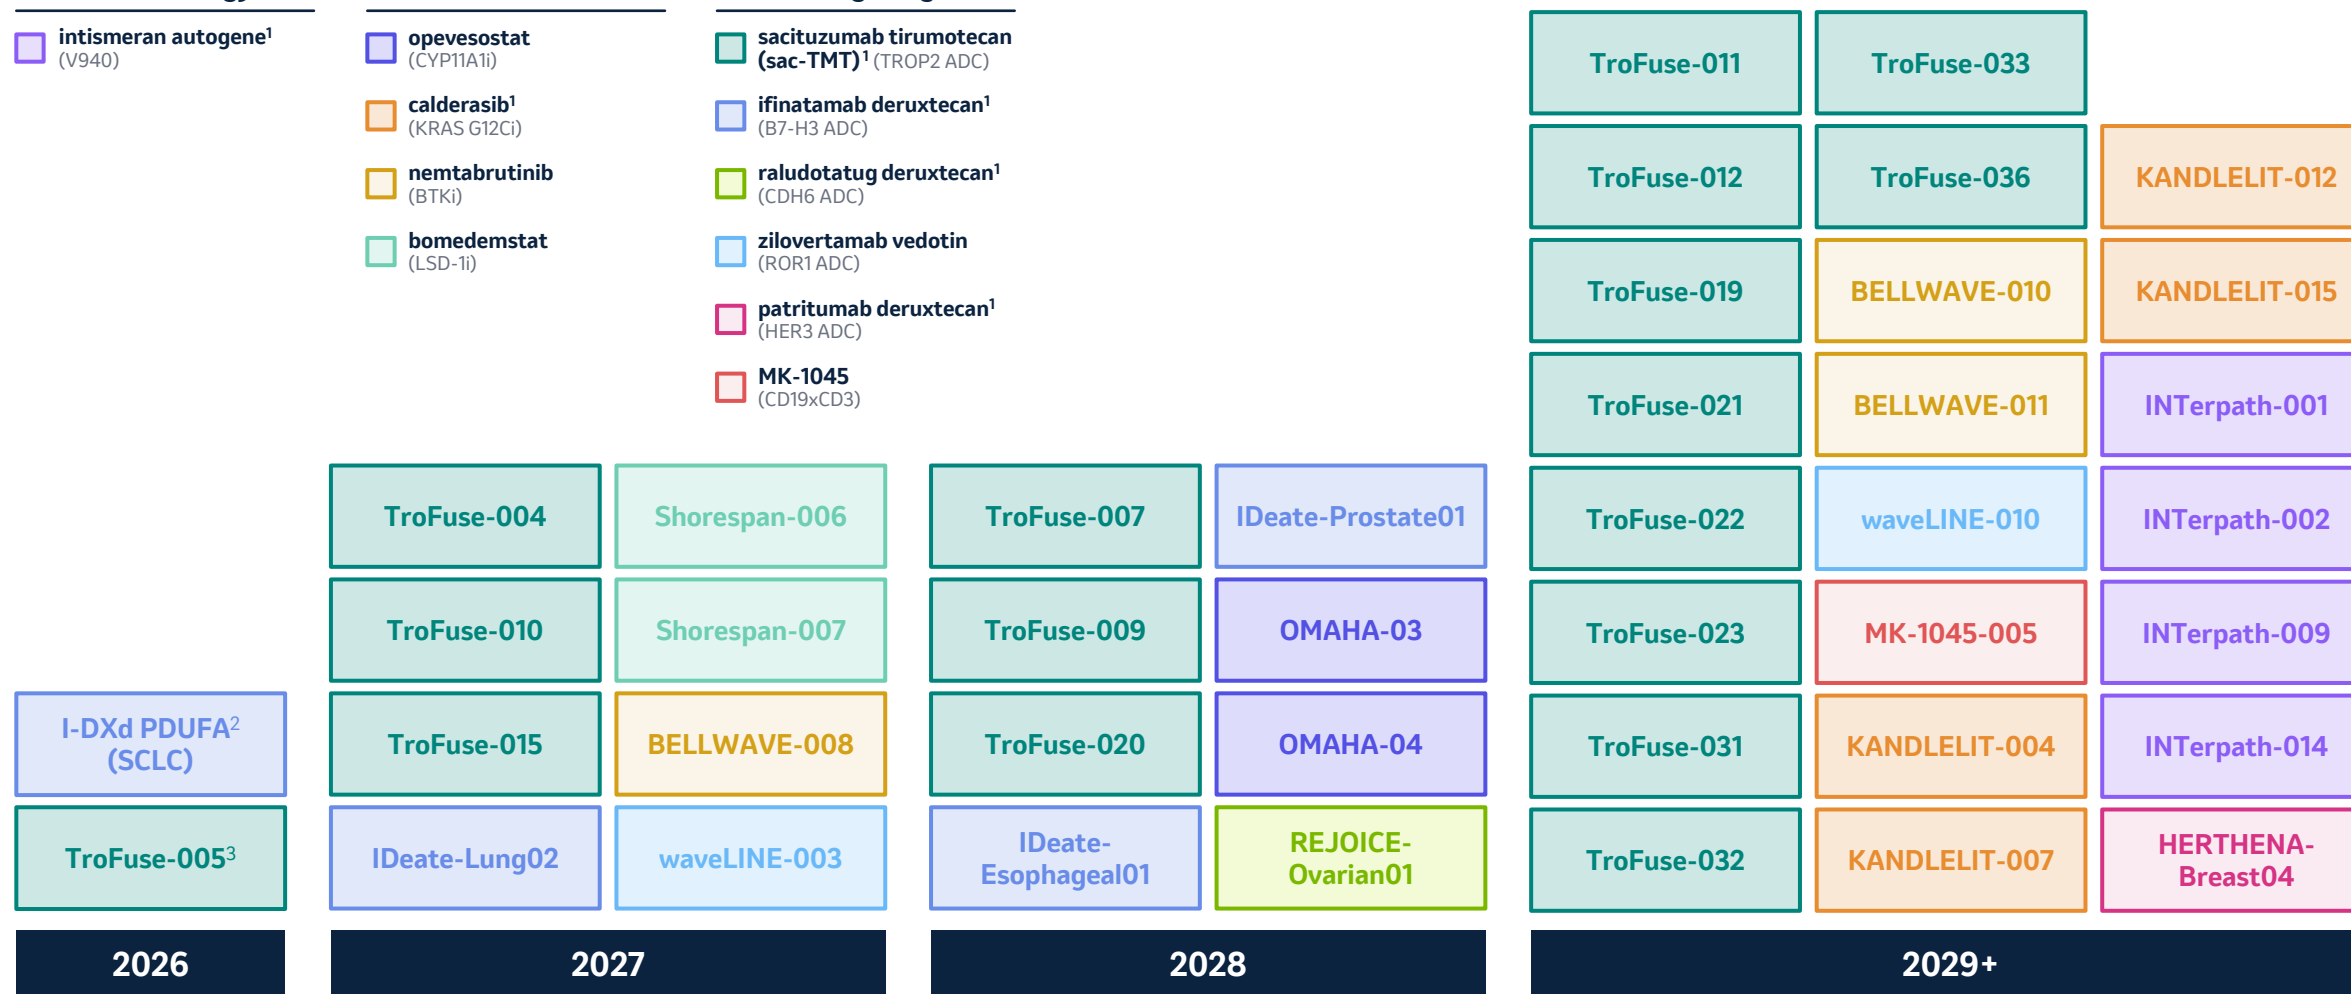 intismeran autogene¹
(V940)
opevesostat
(CYP11A1i)
calderasib¹
(KRAS G12Ci)
nemtabrutinib
(BTKi)
bomedemstat
(LSD-1i)
sacituzumab tirumotecan
(sac-TMT)¹ (TROP2 ADC)
ifinatamab deruxtecan¹
(B7-H3 ADC)
raludotatug deruxtecan¹
(CDH6 ADC)
zilovertamab vedotin
(ROR1 ADC)
patritumab deruxtecan¹
(HER3 ADC)
MK-1045
(CD19xCD3)
I-DXd PDUFA²
(SCLC)
TroFuse-005³
2026
TroFuse-004
TroFuse-010
TroFuse-015
IDeate-Lung02
Shorespan-006
Shorespan-007
BELLWAVE-008
waveLINE-003
2027
TroFuse-007
TroFuse-009
TroFuse-020
IDeate-
Esophageal01
IDeate-Prostate01
OMAHA-03
OMAHA-04
REJOICE-
Ovarian01
2028
TroFuse-011
TroFuse-012
TroFuse-019
TroFuse-021
TroFuse-022
TroFuse-023
TroFuse-031
TroFuse-032
TroFuse-033
TroFuse-036
BELLWAVE-010
BELLWAVE-011
waveLINE-010
MK-1045-005
KANDLELIT-004
KANDLELIT-007
KANDLELIT-012
KANDLELIT-015
INTerpath-001
INTerpath-002
INTerpath-009
INTerpath-014
HERTHENA-
Breast04
2029+